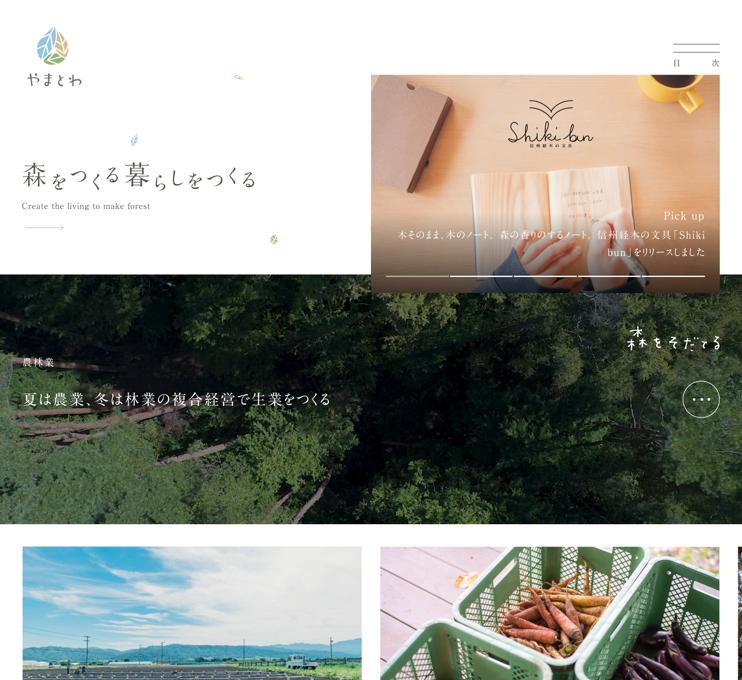 やまとわ
目 次
森をつくる暮らしをつくる
Create the living to make forest
Shiki bun
信州経木の文具
Pick up
木そのまま、木のノート。森の香りのするノート。信州経木の文具「Shiki
bun」をリリースしました
森をそだてる
農林業
夏は農業、冬は林業の複合経営で生業をつくる